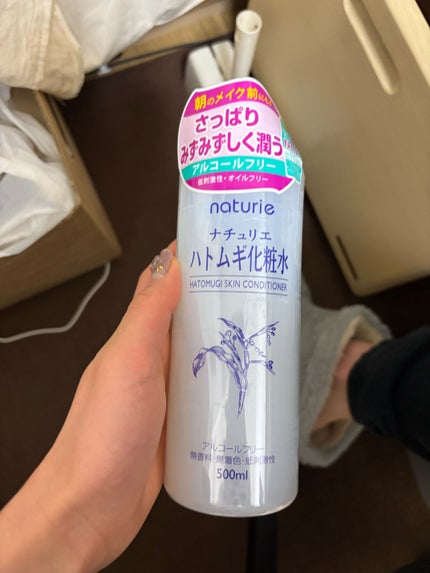 朝のメイク前にも!
さっぱり
みずみずしく潤う
アルコールフリー
低刺激性・オイルフリー
naturie
ナチュリエ
ハトムギ化粧水
HATOMUGI SKIN CONDITIONER
アルコールフリー
無香料・無着色・低刺激性
500ml